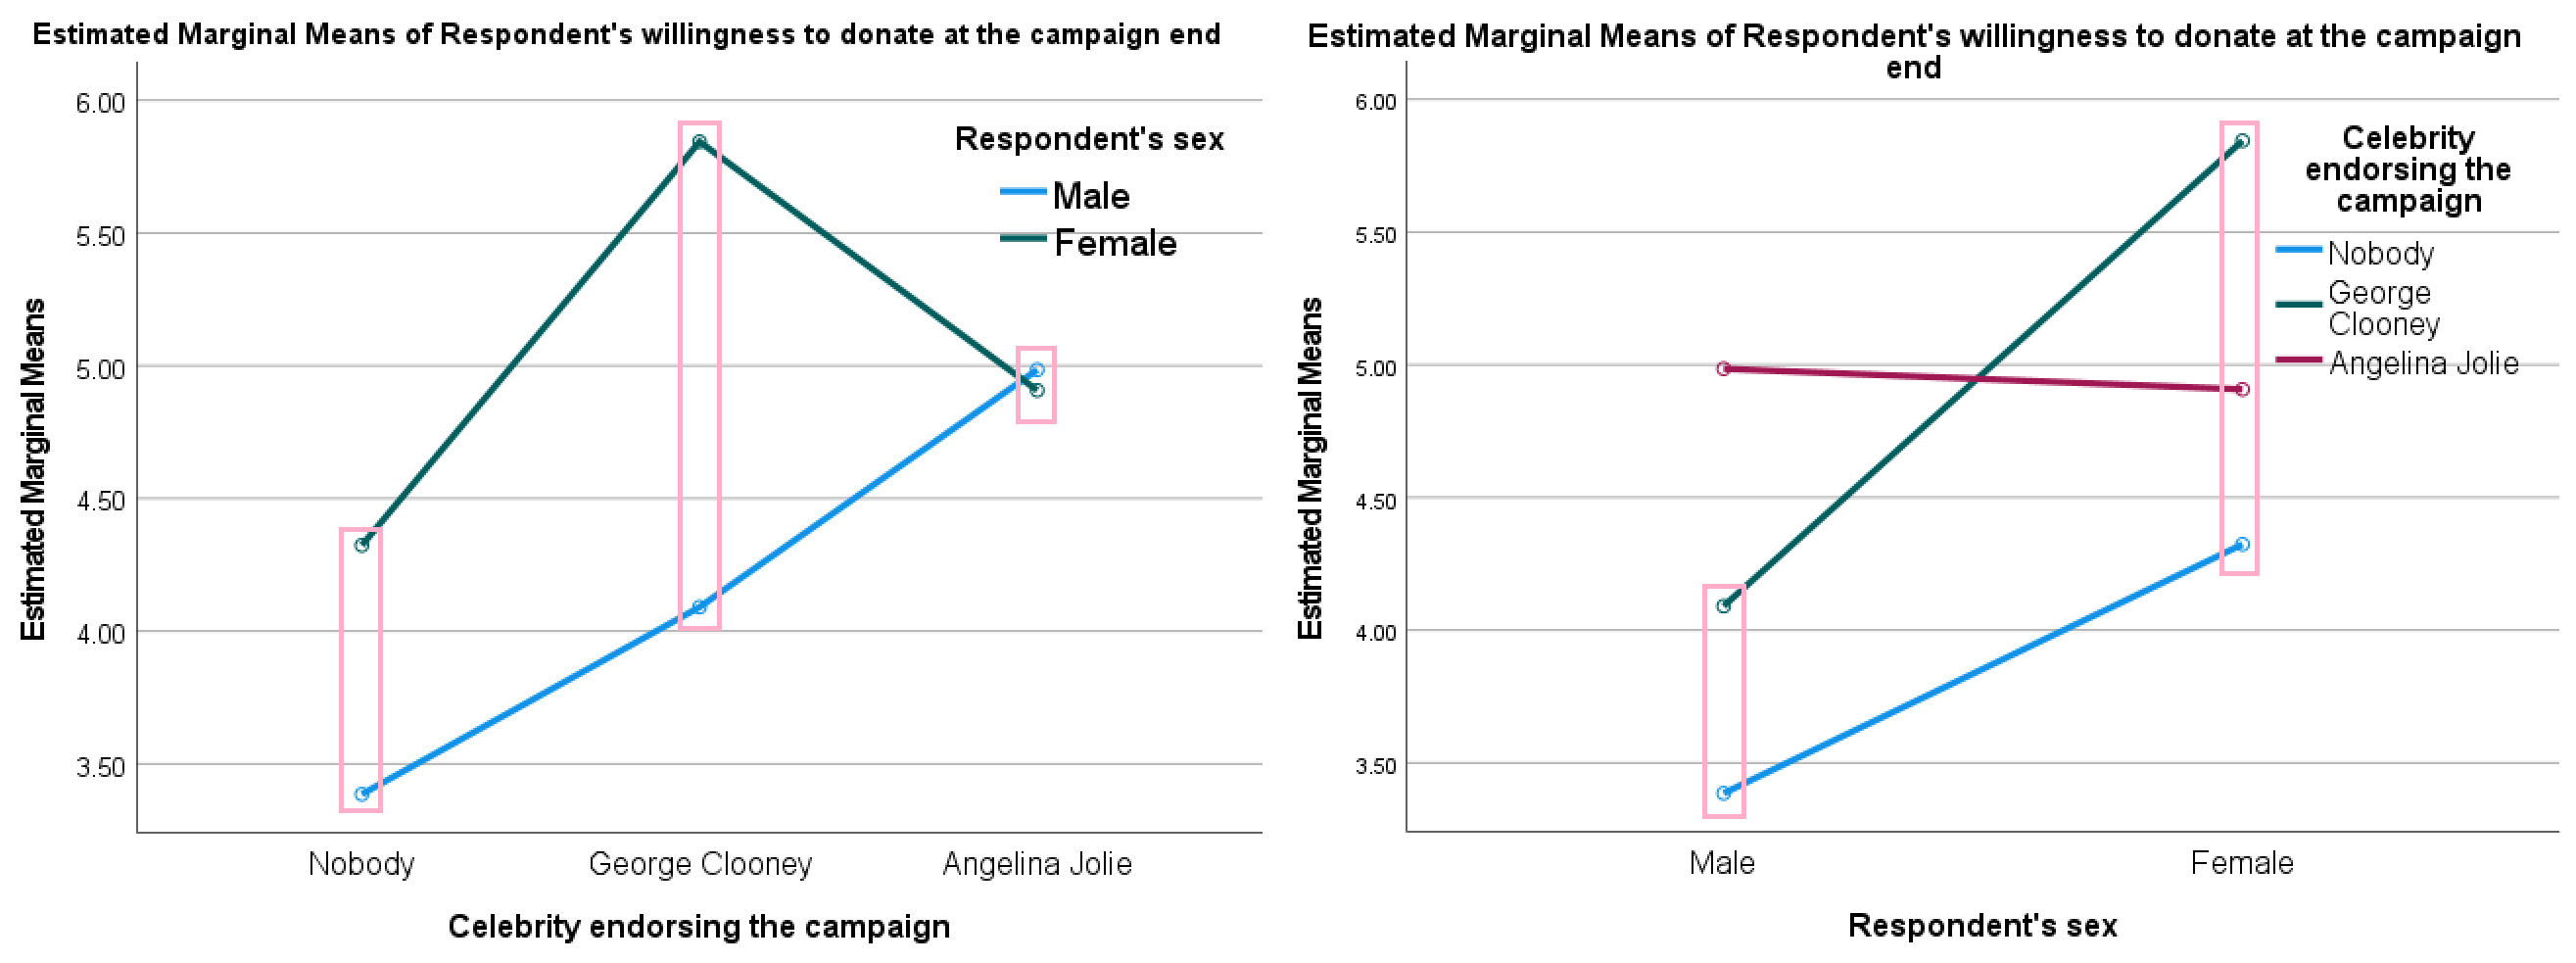 Estimated Marginal Means of Respondent's willingness to donate at the campaign end
Estimated Marginal Means
6.00
5.50
5.00
4.50
4.00
3.50
Respondent's sex
Male
Female
Nobody
George Clooney
Angelina Jolie
Celebrity endorsing the campaign
Estimated Marginal Means of Respondent's willingness to donate at the campaign
end
Estimated Marginal Means
6.00
5.50
5.00
4.50
4.00
3.50
Celebrity
endorsing the
campaign
Nobody
George
Clooney
Angelina Jolie
Male
Female
Respondent's sex